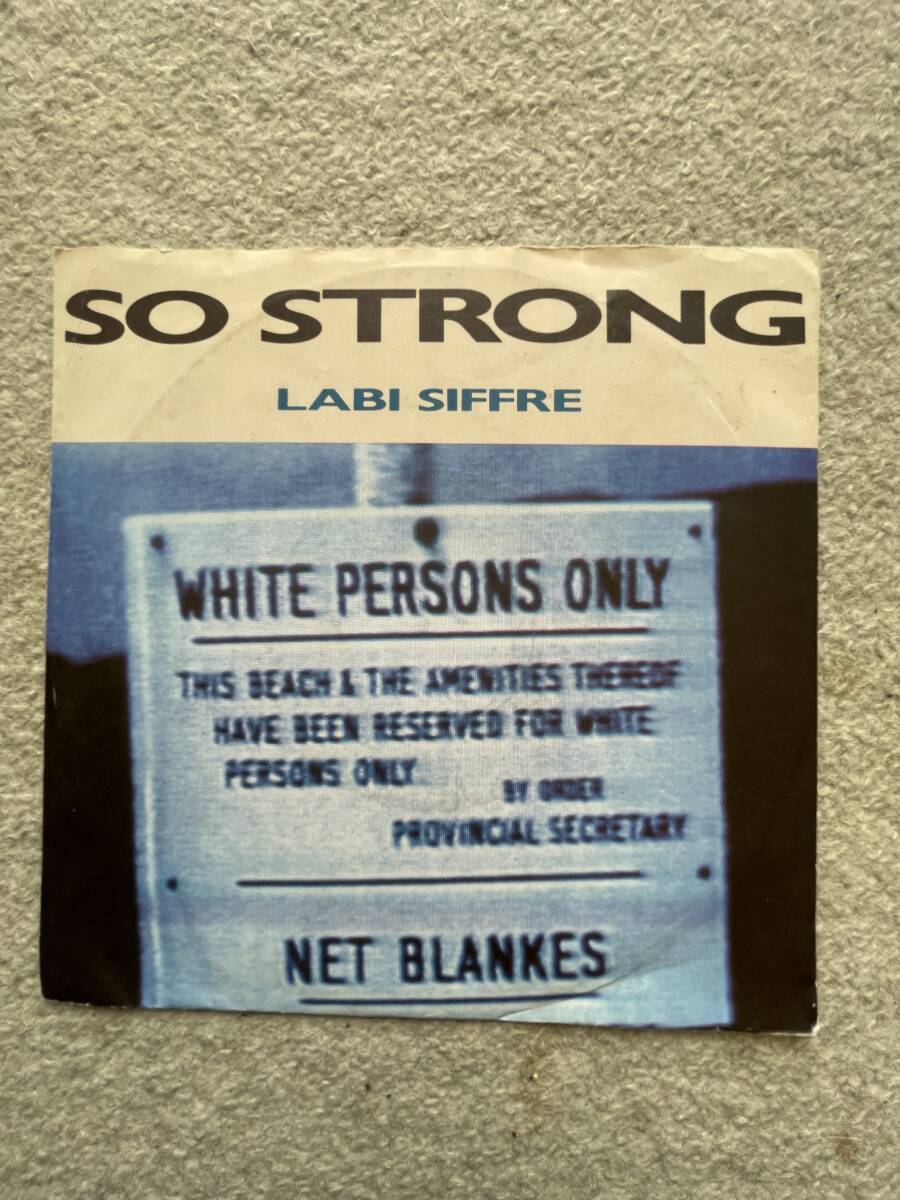 SO STRONG
LABI SIFFRE
WHITE PERSONS ONLY
THIS BEACH & THE AMENITIES THEREOF
HAVE BEEN RESERVED FOR WHITE
PERSONS ONLY
BY ORDER
PROVINCIAL SECRETARY
NET BLANKES